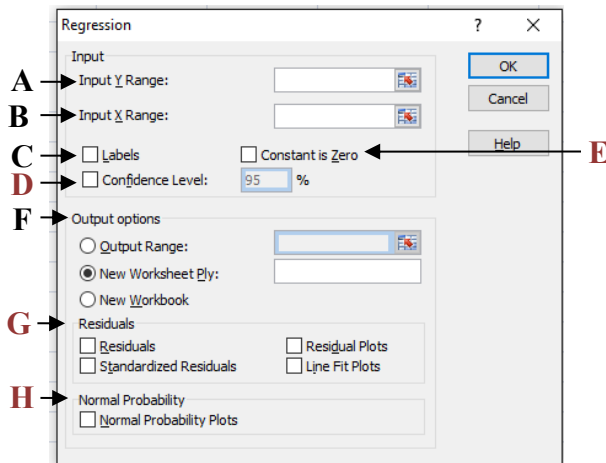 Regression ? ×
Input
OK
A Input Y Range:
Cancel
B Input X Range:
Help
C Labels Constant is Zero E
D Confidence Level: 95 %
F Output options
Output Range:
New Worksheet Ply:
New Workbook
G Residuals
Residuals Residual Plots
Standardized Residuals Line Fit Plots
H Normal Probability
Normal Probability Plots